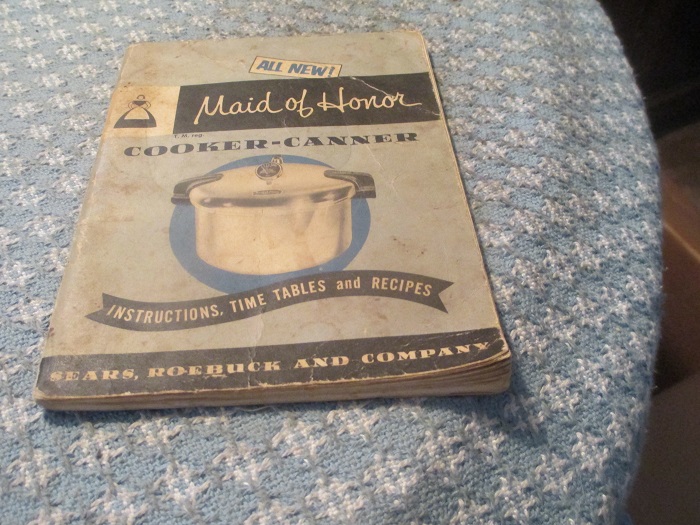 ALL NEW!
Maid of Honor
T. M. reg.
COOKER-CANNER
INSTRUCTIONS, TIME TABLES and RECIPES
SEARS, ROEBUCK AND COMPANY